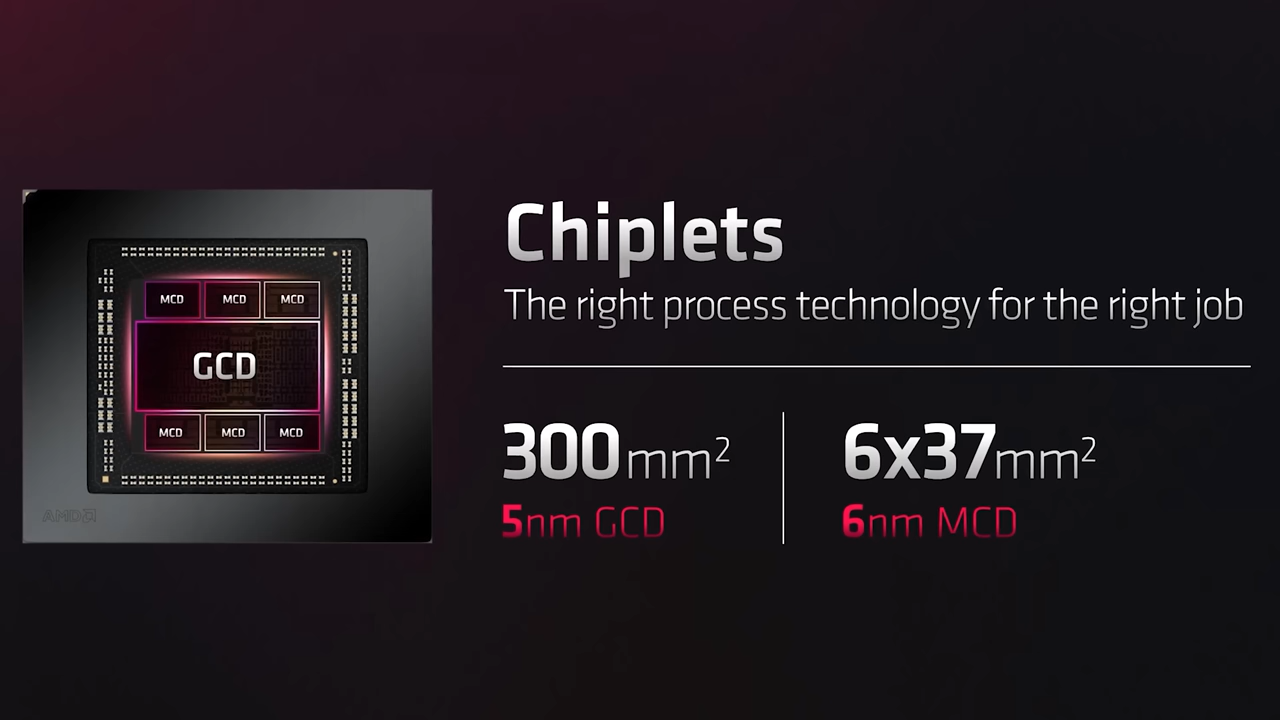 Chiplets
The right process technology for the right job
MCD MCD MCD
GCD
MCD MCD MCD
300mm²
5nm GCD
6x37mm²
6nm MCD
AMD